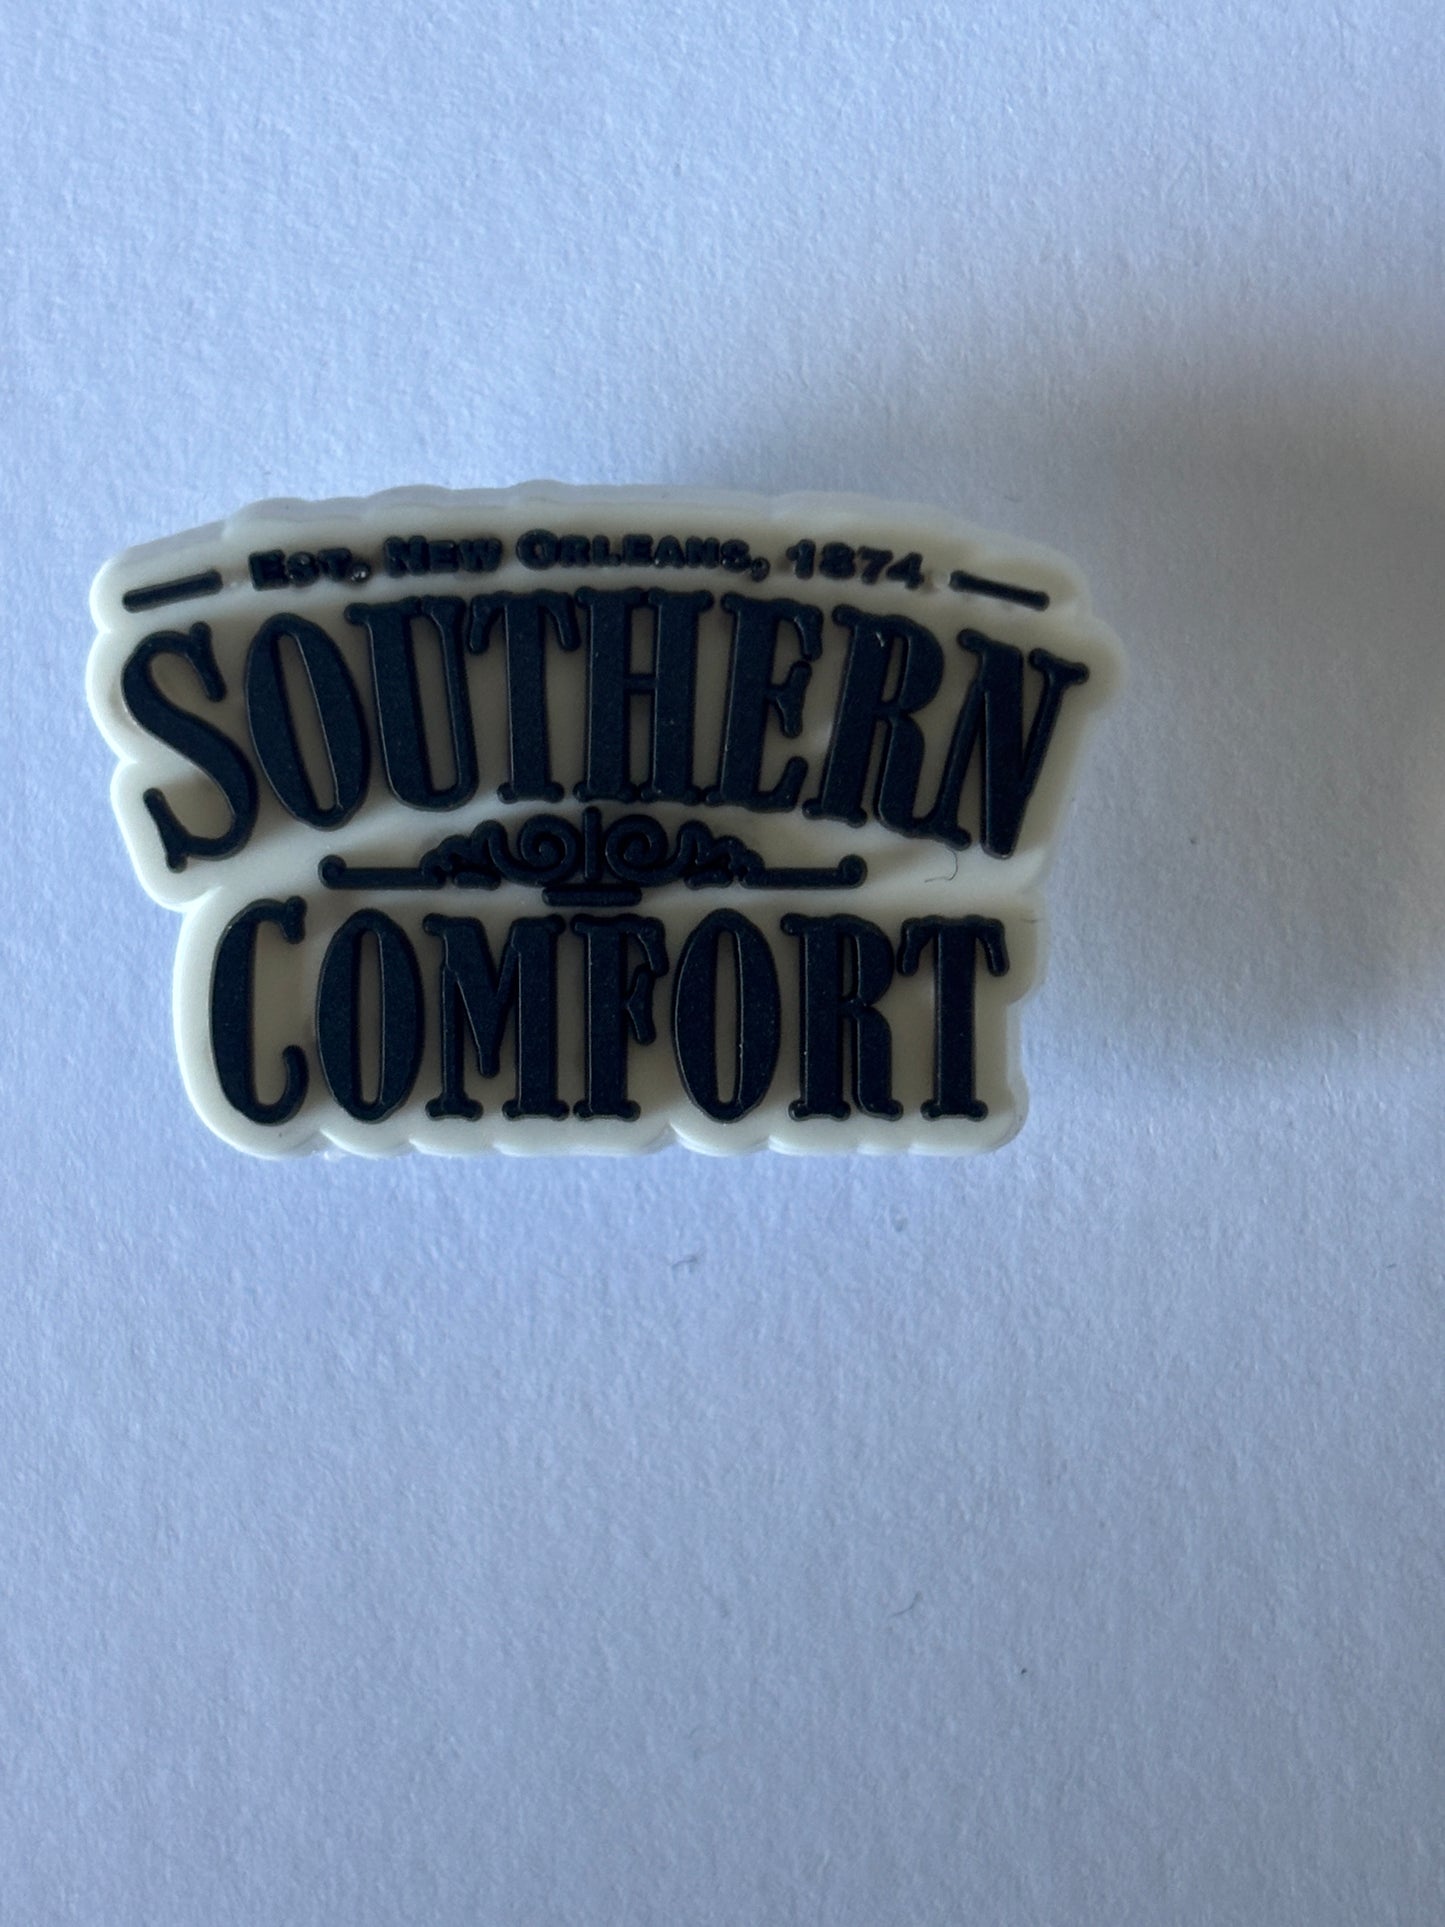 EST. NEW ORLEANS, 1874
SOUTHERN
COMFORT